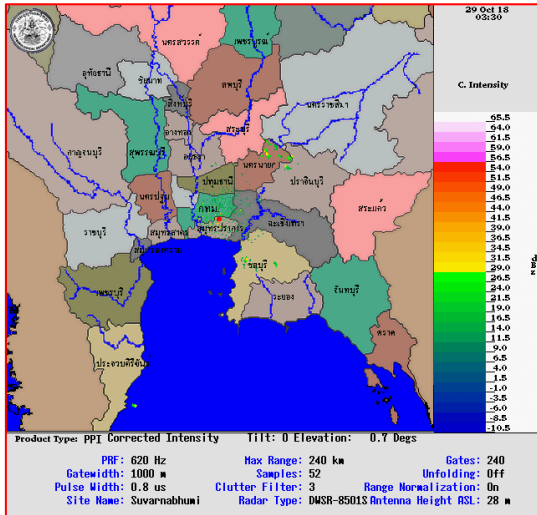 29 Oct 18
03:30
C. Intensity
นครสวรรค์
เพชรบูรณ์
อุทัยธานี
ชัยนาท
ลพบุรี
นครราชสีมา
สิงห์บุรี
อ่างทอง
สระบุรี
กาญจนบุรี
สุพรรณบุรี
อยุธยา
นครนายก
ปราจีนบุรี
ปทุมธานี
นครปฐม
กทม.
สระแก้ว
ราชบุรี
สมุทรสาคร
สมุทรปราการ
ฉะเชิงเทรา
สมุทรสงคราม
ชลบุรี
เพชรบุรี
ระยอง
จันทบุรี
ตราด
ประจวบคีรีขันธ์
65.5
64.0
61.5
59.0
56.5
54.0
51.5
49.0
46.5
44.0
41.5
39.0
36.5
34.0
31.5
29.0
26.5
24.0
21.5
19.0
16.5
14.0
11.5
9.0
6.5
4.0
1.5
-1.0
-3.5
-6.0
-8.5
-10.5
Product Type: PPI Corrected Intensity Tilt: 0 Elevation: 0.7 Degs
PRF: 620 Hz Max Range: 240 km Gates: 240
Gatewidth: 1000 m Samples: 52 Unfolding: Off
Pulse Width: 0.8 us Clutter Filter: 3 Range Normalization: On
Site Name: Suvarnabhumi Radar Type: DWSR-8501S Antenna Height ASL: 28 m